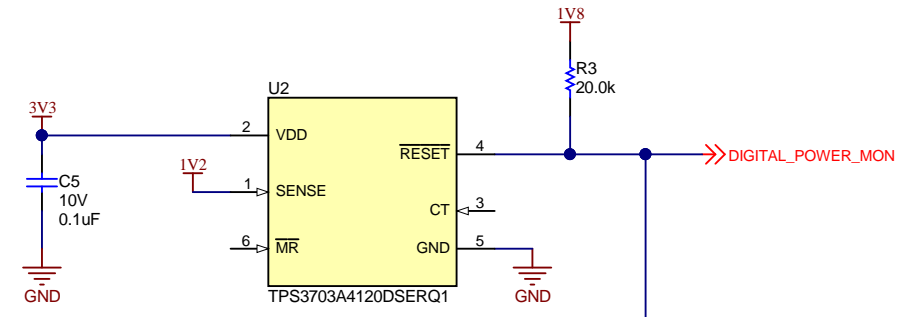 1V8
R3
20.0k
U2
3V3
2
VDD
RESET
4
DIGITAL_POWER_MON
1V2
1
SENSE
C5
10V
0.1uF
CT
3
6
MR
GND
5
GND
TPS3703A4120DSERQ1
GND